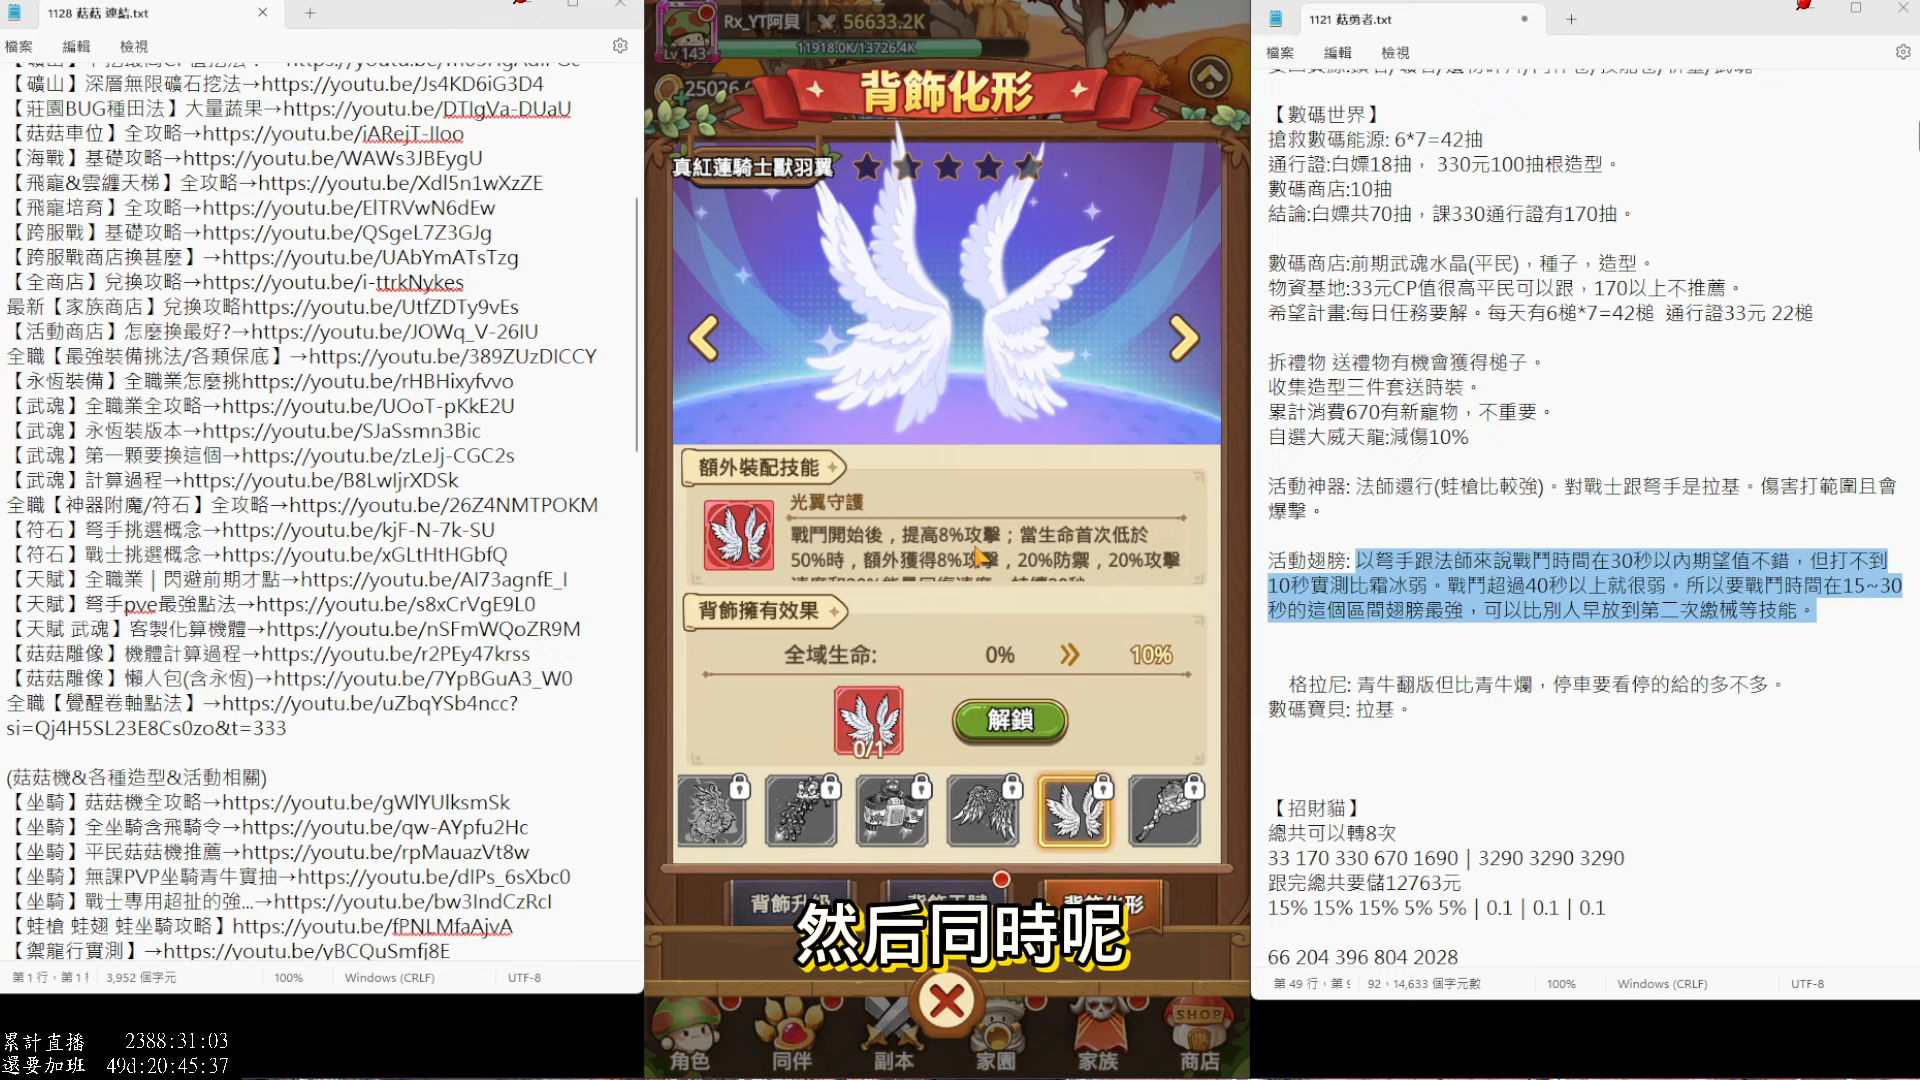 1128 菇菇 連結.txt
檔案
編輯
檢視
【礦山】深層無限礦石挖法→https://youtu.be/Js4KD6iG3D4
【莊園BUG種田法】大量蔬果→https://youtu.be/DTlgVa-DUaU
【菇菇車位】全攻略→https://youtu.be/jARejT-lIoo
【海戰】基礎攻略→https://youtu.be/WAWs3JBEygU
【飛寵&雲纏天梯】全攻略→https://youtu.be/Xdl5n1wXzZE
【飛寵培育】全攻略→https://youtu.be/ElTRVwN6dEw
【跨服戰】基礎攻略→https://youtu.be/QSgeL7Z3GJg
【跨服戰商店換甚麼】→https://youtu.be/UAbYmATsTzg
【全商店】兌換攻略→https://youtu.be/i-ttrkNykes
最新【家族商店】兌換攻略https://youtu.be/UtfZDTy9vEs
【活動商店】怎麼換最好?→https://youtu.be/JOWq_V-26IU
全職【最強裝備挑法/各類保底】→https://youtu.be/389ZUzDICCY
【永恆裝備】全職業怎麼挑https://youtu.be/rHBHixyfvvo
【武魂】全職業全攻略→https://youtu.be/UOoT-pKkE2U
【武魂】永恆裝版本→https://youtu.be/SJaSsmn3Bic
【武魂】第一顆要換這個→https://youtu.be/zLeJj-CGC2s
【武魂】計算過程→https://youtu.be/B8LwIjrXDSk
全職【神器附魔/符石】全攻略→https://youtu.be/26Z4NMTPOKM
【符石】弩手挑選概念→https://youtu.be/kjF-N-7k-SU
【符石】戰士挑選概念→https://youtu.be/xGLtHtHGbfQ
【天賦】全職業｜閃避前期才點→https://youtu.be/AI73agnfE_I
【天賦】弩手pve最強點法→https://youtu.be/s8xCrVgE9L0
【天賦 武魂】客製化算機體→https://youtu.be/nSFmWQoZR9M
【菇菇雕像】機體計算過程→https://youtu.be/r2PEy47krss
【菇菇雕像】懶人包(含永恆)→https://youtu.be/7YpBGuA3_W0
全職【覺醒卷軸點法】→https://youtu.be/uZbqYSb4ncc?
si=Qj4H5SL23E8Cs0zo&t=333
(菇菇機&各種造型&活動相關)
【坐騎】菇菇機全攻略→https://youtu.be/gWlYUlksmSk
【坐騎】全坐騎含飛騎令→https://youtu.be/qw-AYpfu2Hc
【坐騎】平民菇菇機推薦→https://youtu.be/rpMauazVt8w
【坐騎】無課PVP坐騎青牛實抽→https://youtu.be/dIPs_6sXbc0
【坐騎】戰士專用超扯的強...→https://youtu.be/bw3IndCzRcI
【蛙槍 蛙翅 蛙坐騎攻略】https://youtu.be/fPNLMfaAjvA
【禦龍行實測】→https://youtu.be/yBCQuSmfj8E
第 1 行，第 1
3,952 個字元
100%
Windows (CRLF)
UTF-8
累計直播 2388:31:03
還要加班 49d:20:45:37
Rx_YT阿貝
56633.2K
Lv.143
11918.0K/13726.4K
背飾化形
真紅蓮騎士獸羽翼
額外裝配技能
光翼守護
戰鬥開始後，提高8%攻擊；當生命首次低於
50%時，額外獲得8%攻擊，20%防禦，20%攻擊
背飾擁有效果
全域生命: 0% 10%
0/1
解鎖
然后同時呢
角色
同伴
副本
家園
家族
SHOP
商店
1121 菇勇者.txt
檔案
編輯
檢視
【數碼世界】
搶救數碼能源: 6*7=42抽
通行證:白嫖18抽， 330元100抽根造型。
數碼商店:10抽
結論:白嫖共70抽，課330通行證有170抽。
數碼商店:前期武魂水晶(平民)，種子，造型。
物資基地:33元CP值很高平民可以跟，170以上不推薦。
希望計畫:每日任務要解。每天有6槌*7=42槌 通行證33元 22槌
拆禮物 送禮物有機會獲得槌子。
收集造型三件套送時裝。
累計消費670有新寵物，不重要。
自選大威天龍:減傷10%
活動神器: 法師還行(蛙槍比較強)。對戰士跟弩手是拉基。傷害打範圍且會
爆擊。
活動翅膀: 以弩手跟法師來說戰鬥時間在30秒以內期望值不錯，但打不到
10秒實測比霜冰弱。戰鬥超過40秒以上就很弱。所以要戰鬥時間在15~30
秒的這個區間翅膀最強，可以比別人早放到第二次繳械等技能。
格拉尼: 青牛翻版但比青牛爛，停車要看停的給的多不多。
數碼寶貝: 拉基。
【招財貓】
總共可以轉8次
33 170 330 670 1690 | 3290 3290 3290
跟完總共要儲12763元
15% 15% 15% 5% 5% | 0.1 | 0.1 | 0.1
66 204 396 804 2028
第 49 行，第
92，14,633 個字元數
100%
Windows (CRLF)
UTF-8